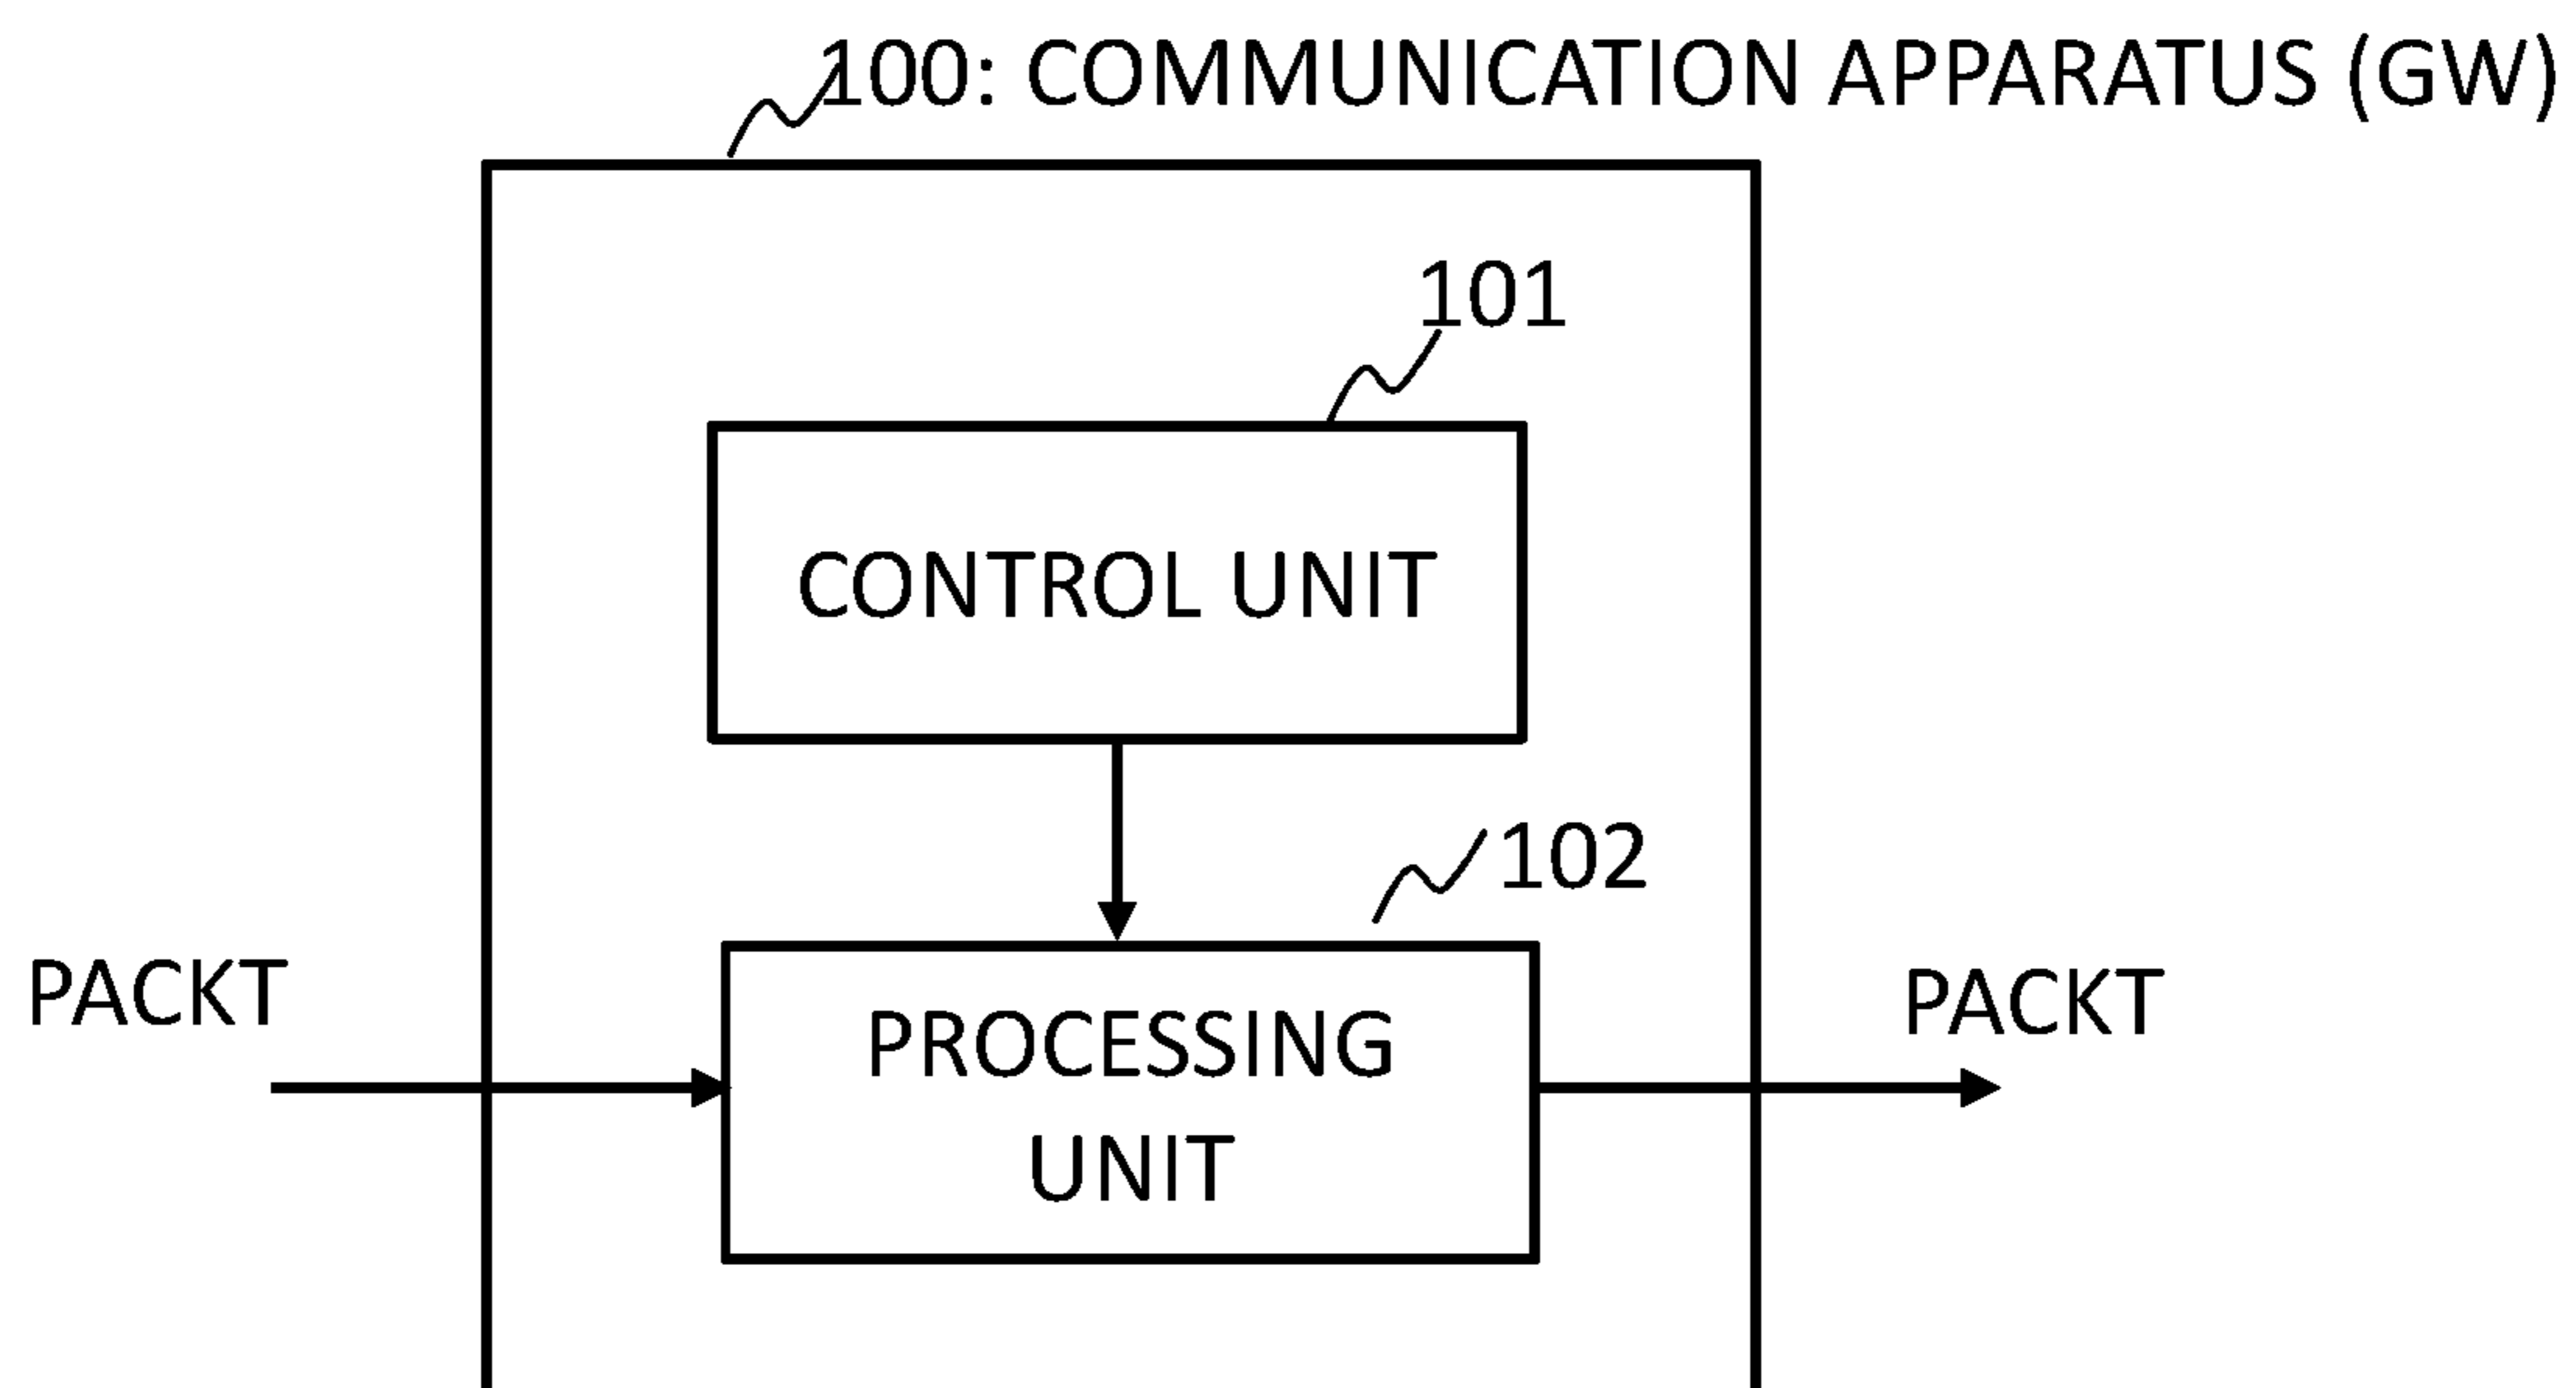 100: COMMUNICATION APPARATUS (GW)
101
CONTROL UNIT
102
PACKT
PROCESSING
UNIT
PACKT